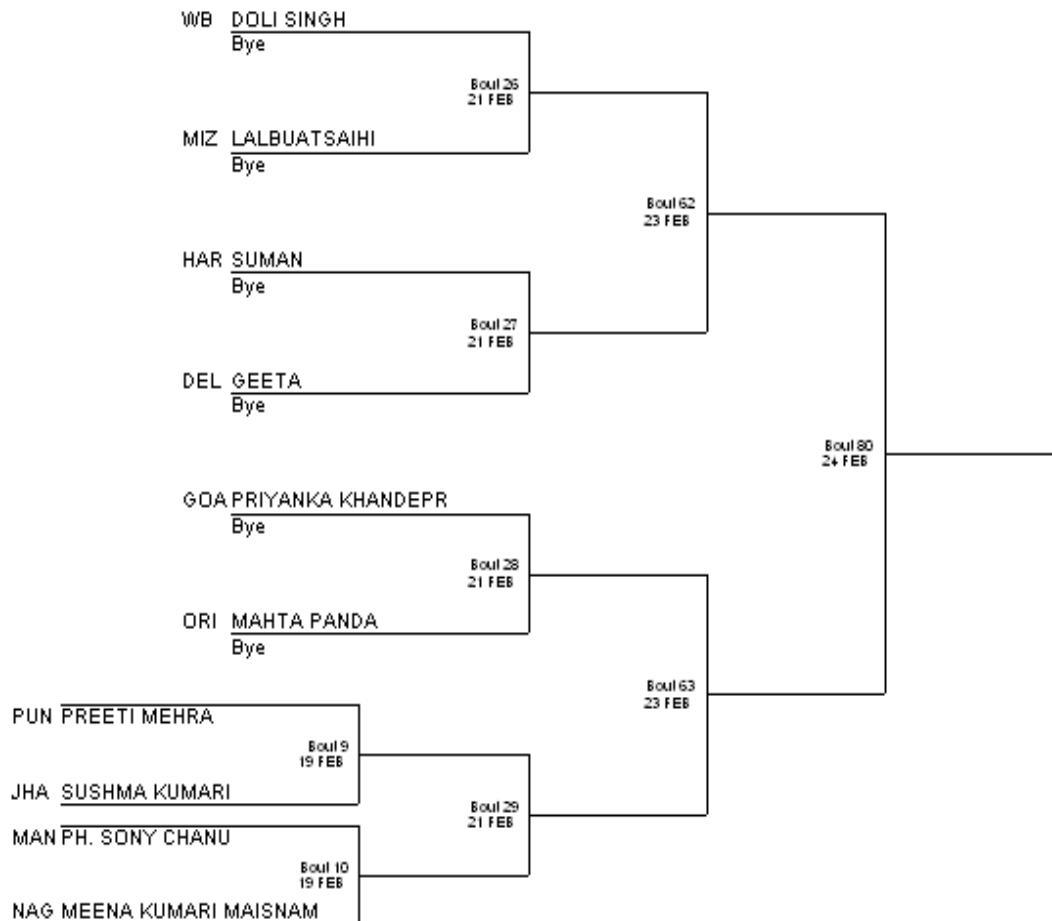 WB DOLI SINGH
Bye
Bout 26
21 FEB
MIZ LALBUATSAIHI
Bye
Bout 62
23 FEB
HAR SUMAN
Bye
Bout 27
21 FEB
DEL GEETA
Bye
Bout 80
24 FEB
GOA PRIYANKA KHANDEPR
Bye
Bout 28
21 FEB
ORI MAHTA PANDA
Bye
Bout 63
23 FEB
PUN PREETI MEHRA
Bout 9
19 FEB
JHA SUSHMA KUMARI
Bout 29
21 FEB
MAN PH. SONY CHANU
Bout 10
19 FEB
NAG MEENA KUMARI MAISNAM